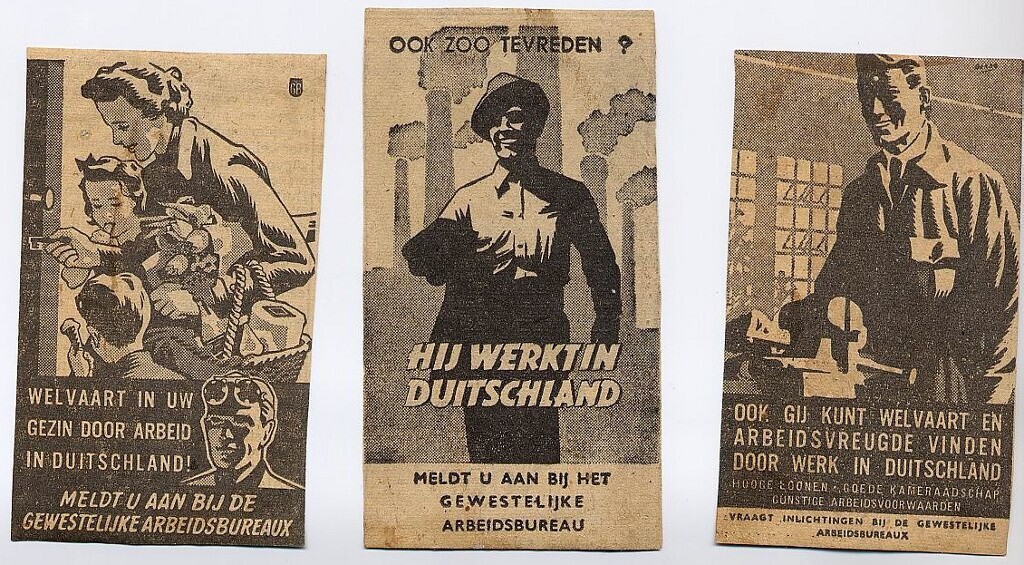 WELVAART IN UW
GEZIN DOOR ARBEID
IN DUITSCHLAND!
MELDT U AAN BIJ DE
GEWESTELIJKE ARBEIDSBUREAUX
OOK ZOO TEVREDEN ?
HIJ WERKT IN
DUITSCHLAND
MELDT U AAN BIJ HET
GEWESTELIJKE
ARBEIDSBUREAU
OOK GIJ KUNT WELVAART EN
ARBEIDSVREUGDE VINDEN
DOOR WERK IN DUITSCHLAND
HOOGE LOONEN - GOEDE KAMERAADSCHAP
GUNSTIGE ARBEIDSVOORWAARDEN
VRAAGT INLICHTINGEN BIJ DE GEWESTELIJKE
ARBEIDSBUREAUX